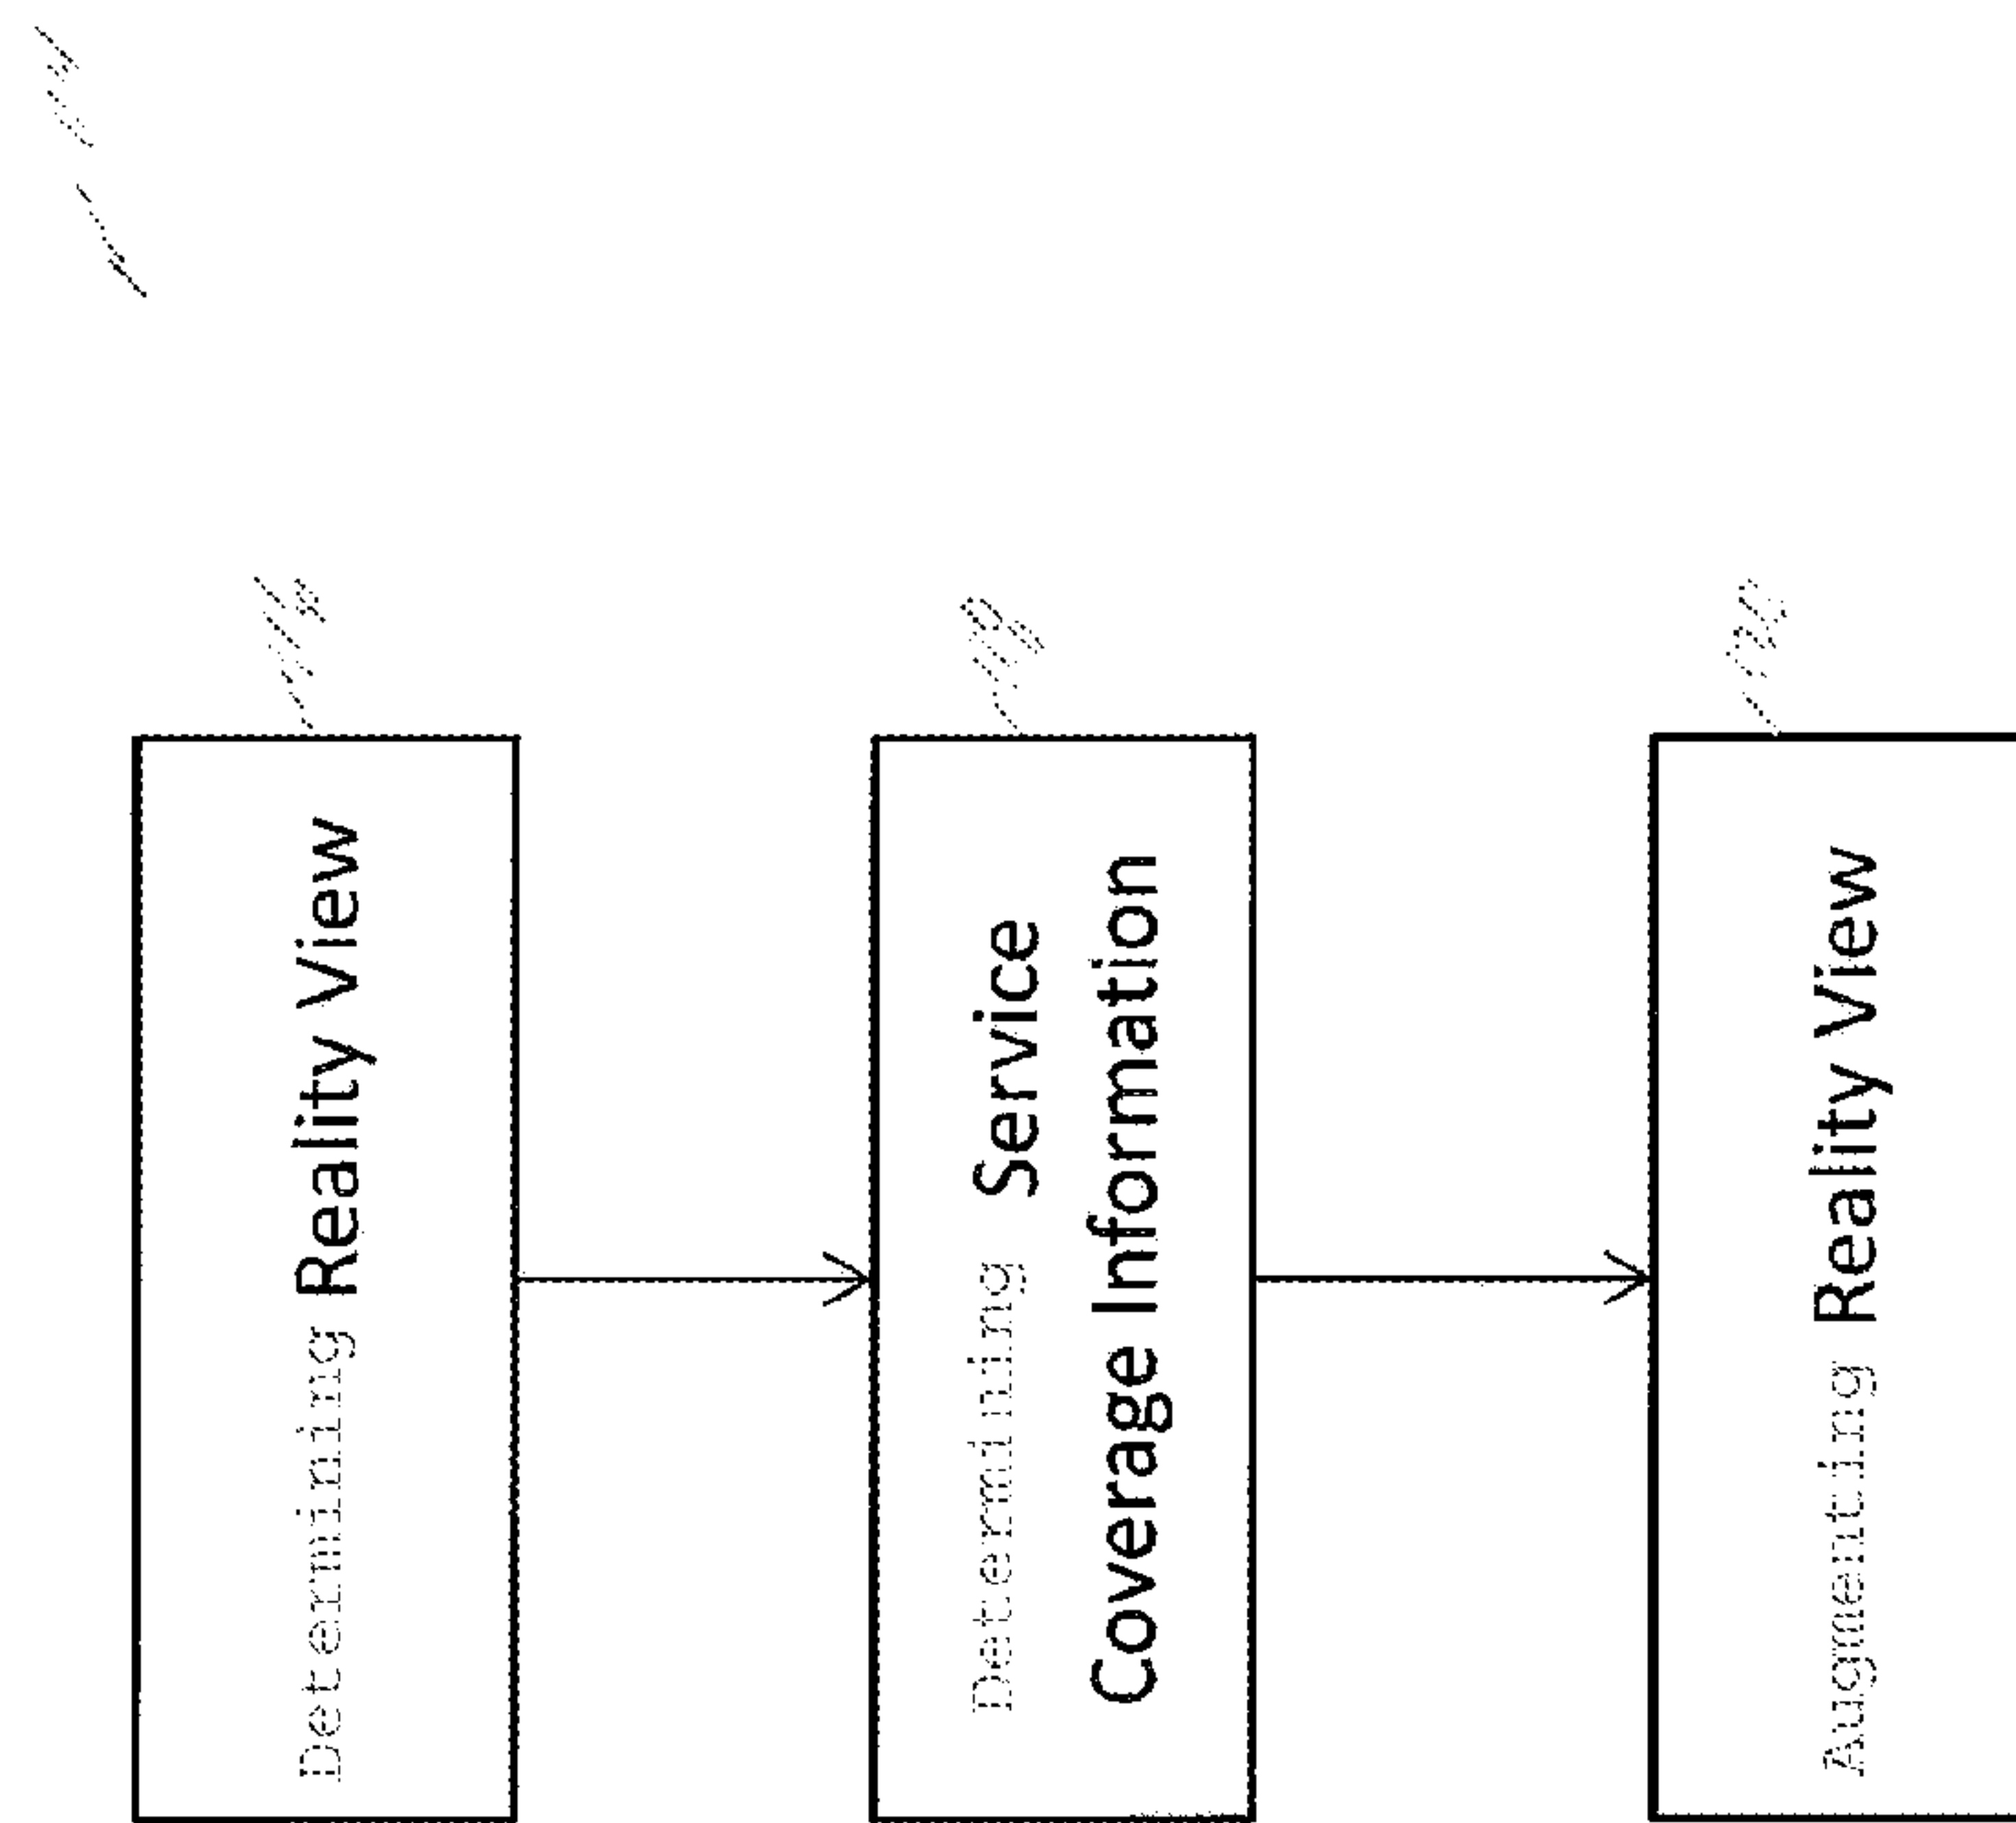 Determining Reality View
Determining Service
Coverage Information
Augmenting Reality View